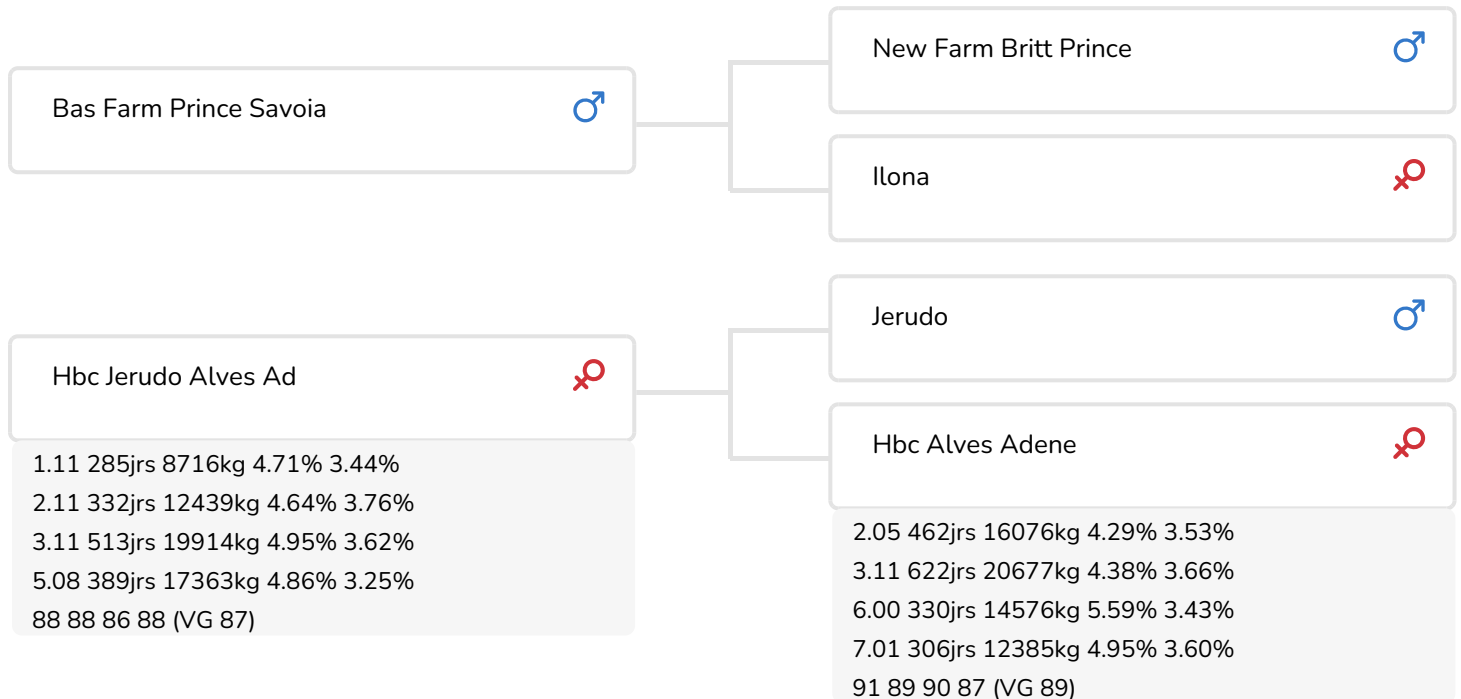 Bas Farm Prince Savoia
New Farm Britt Prince
Ilona
Hbc Jerudo Alves Ad
1.11 285jrs 8716kg 4.71% 3.44%
2.11 332jrs 12439kg 4.64% 3.76%
3.11 513jrs 19914kg 4.95% 3.62%
5.08 389jrs 17363kg 4.86% 3.25%
88 88 86 88 (VG 87)
Jerudo
Hbc Alves Adene
2.05 462jrs 16076kg 4.29% 3.53%
3.11 622jrs 20677kg 4.38% 3.66%
6.00 330jrs 14576kg 5.59% 3.43%
7.01 306jrs 12385kg 4.95% 3.60%
91 89 90 87 (VG 89)